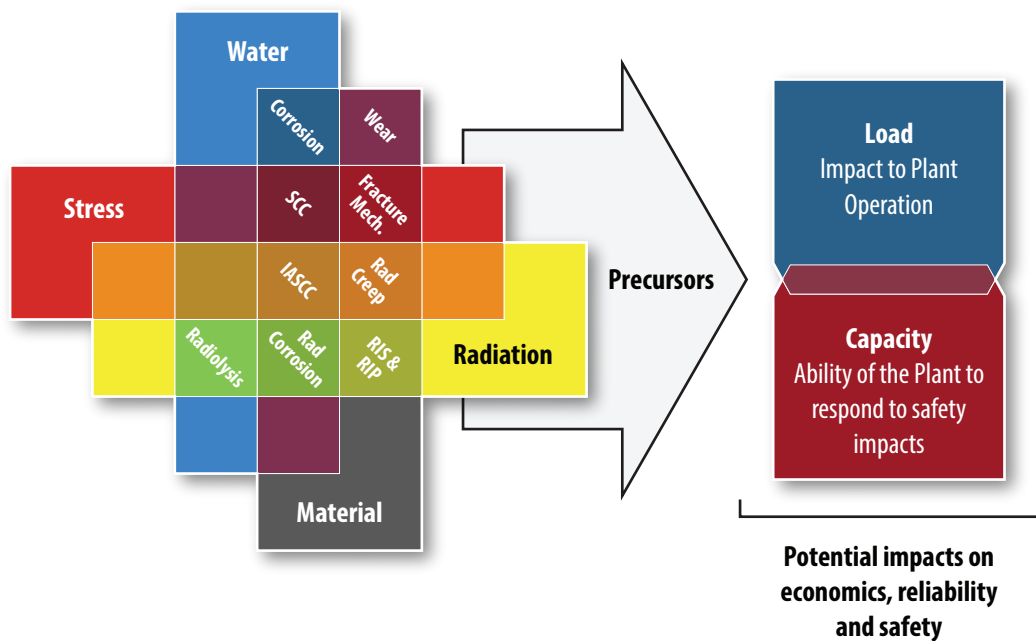 Water
Corrosion
Wear
Stress
SCC
Fracture
Mech.
IASCC
Rad
Creep
Radiolysis
Rad
Corrosion
RIS &
RIP
Radiation
Material
Precursors
Load
Impact to Plant
Operation
Capacity
Ability of the Plant to
respond to safety
impacts
Potential impacts on
economics, reliability
and safety